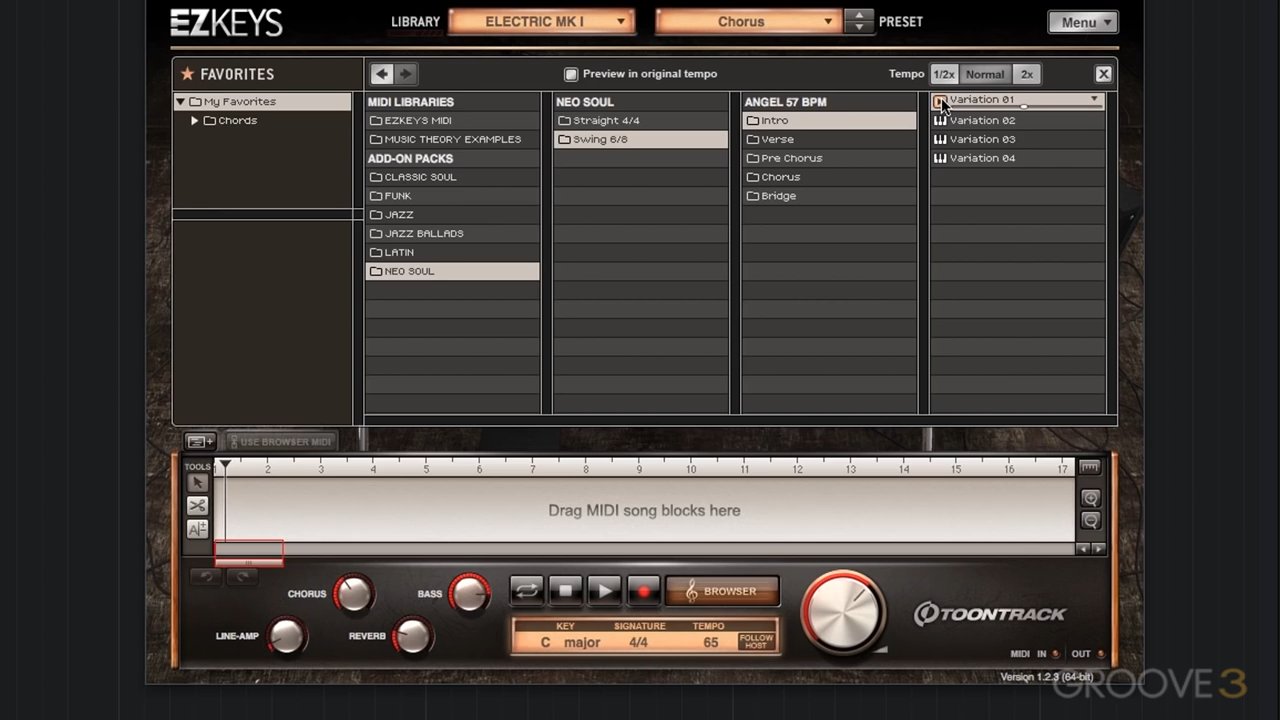 EZKEYS
LIBRARY ELECTRIC MK I Chorus PRESET Menu
FAVORITES Preview in original tempo Tempo 1/2x Normal 2x X
My Favorites
Chords
MIDI LIBRARIES
EZKEYS MIDI
MUSIC THEORY EXAMPLES
ADD-ON PACKS
CLASSIC SOUL
FUNK
JAZZ
JAZZ BALLADS
LATIN
NEO SOUL
NEO SOUL
Straight 4/4
Swing 6/8
ANGEL 57 BPM
Intro
Verse
Pre Chorus
Chorus
Bridge
Variation 01
Variation 02
Variation 03
Variation 04
USE BROWSER MIDI
TOOLS 2 3 4 5 6 7 8 9 10 11 12 13 14 15 16 17
Drag MIDI song blocks here
CHORUS BASS BROWSER
LINE-AMP REVERB
KEY SIGNATURE TEMPO
C major 4/4 65 FOLLOW HOST
TOONTRACK
MIDI IN OUT
Version 1.2.3 (64-bit)
GROOVE 3